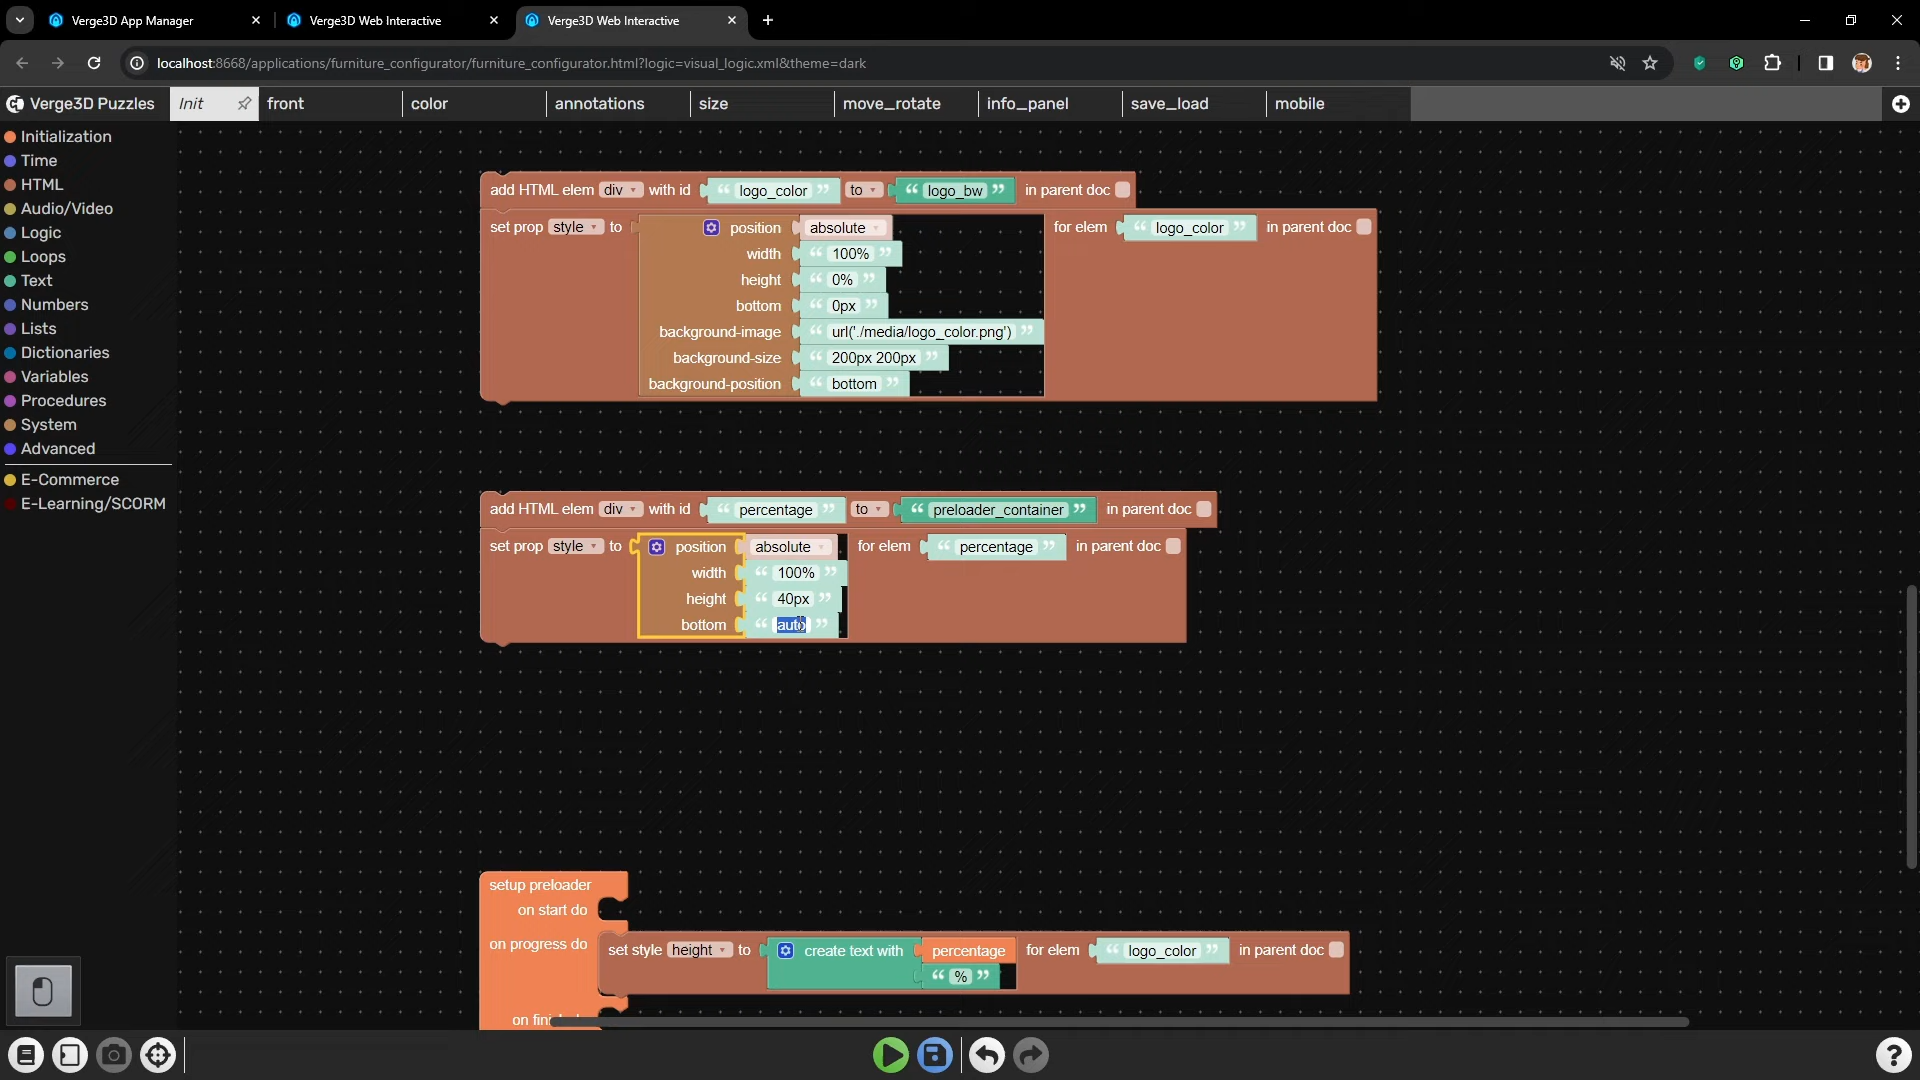 Verge3D App Manager
Verge3D Web Interactive
Verge3D Web Interactive
localhost:8668/applications/furniture_configurator/furniture_configurator.html?logic=visual_logic.xml&theme=dark
Verge3D Puzzles
Init
front
color
annotations
size
move_rotate
info_panel
save_load
mobile
Initialization
Time
HTML
Audio/Video
Logic
Loops
Text
Numbers
Lists
Dictionaries
Variables
Procedures
System
Advanced
E-Commerce
E-Learning/SCORM
add HTML elem div with id “ logo_color ” to “ logo_bw ” in parent doc
set prop style to position absolute for elem “ logo_color ” in parent doc
width “ 100% ”
height “ 0% ”
bottom “ 0px ”
background-image “ url('./media/logo_color.png') ”
background-size “ 200px 200px ”
background-position “ bottom ”
add HTML elem div with id “ percentage ” to “ preloader_container ” in parent doc
set prop style to position absolute for elem “ percentage ” in parent doc
width “ 100% ”
height “ 40px ”
bottom “ auto ”
setup preloader
on start do
on progress do set style height to create text with percentage for elem “ logo_color ” in parent doc
“ % ”
?